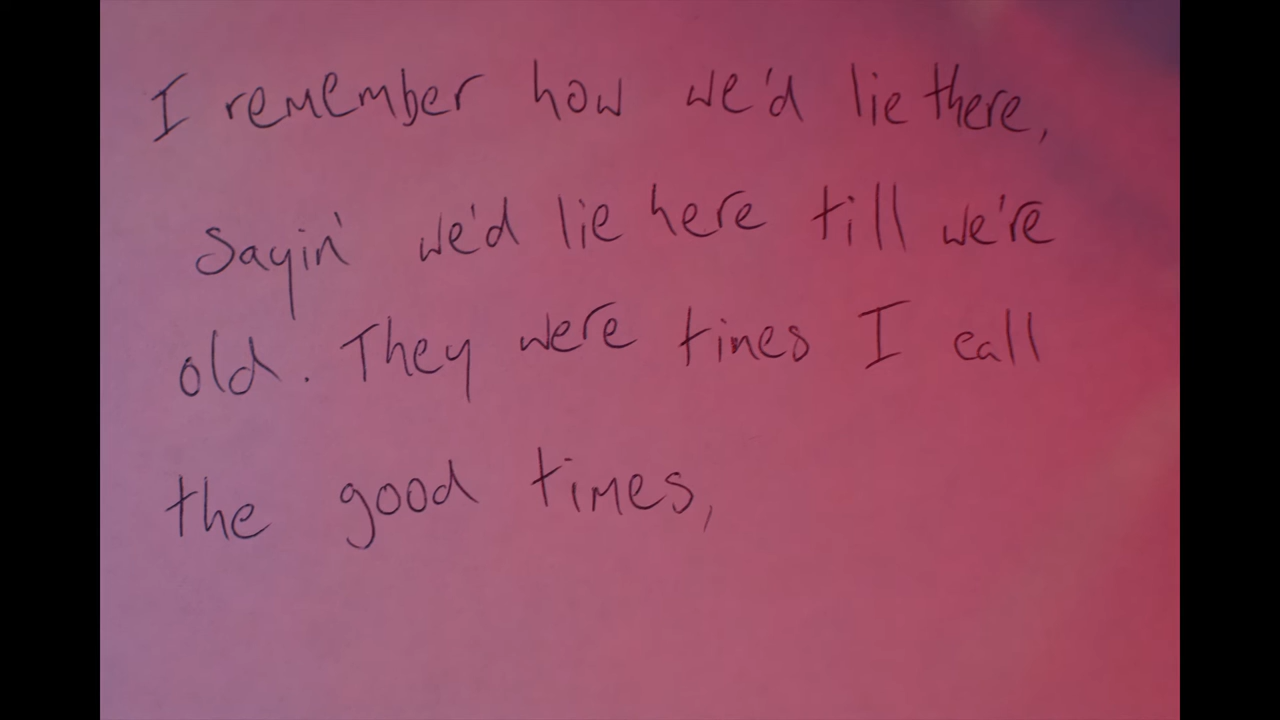 I remember how we'd lie there,
Sayin' we'd lie here till we're
old. They were tines I call
the good times,